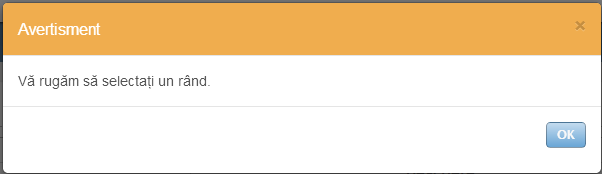 Avertisment
×
Vă rugăm să selectați un rând.
OK